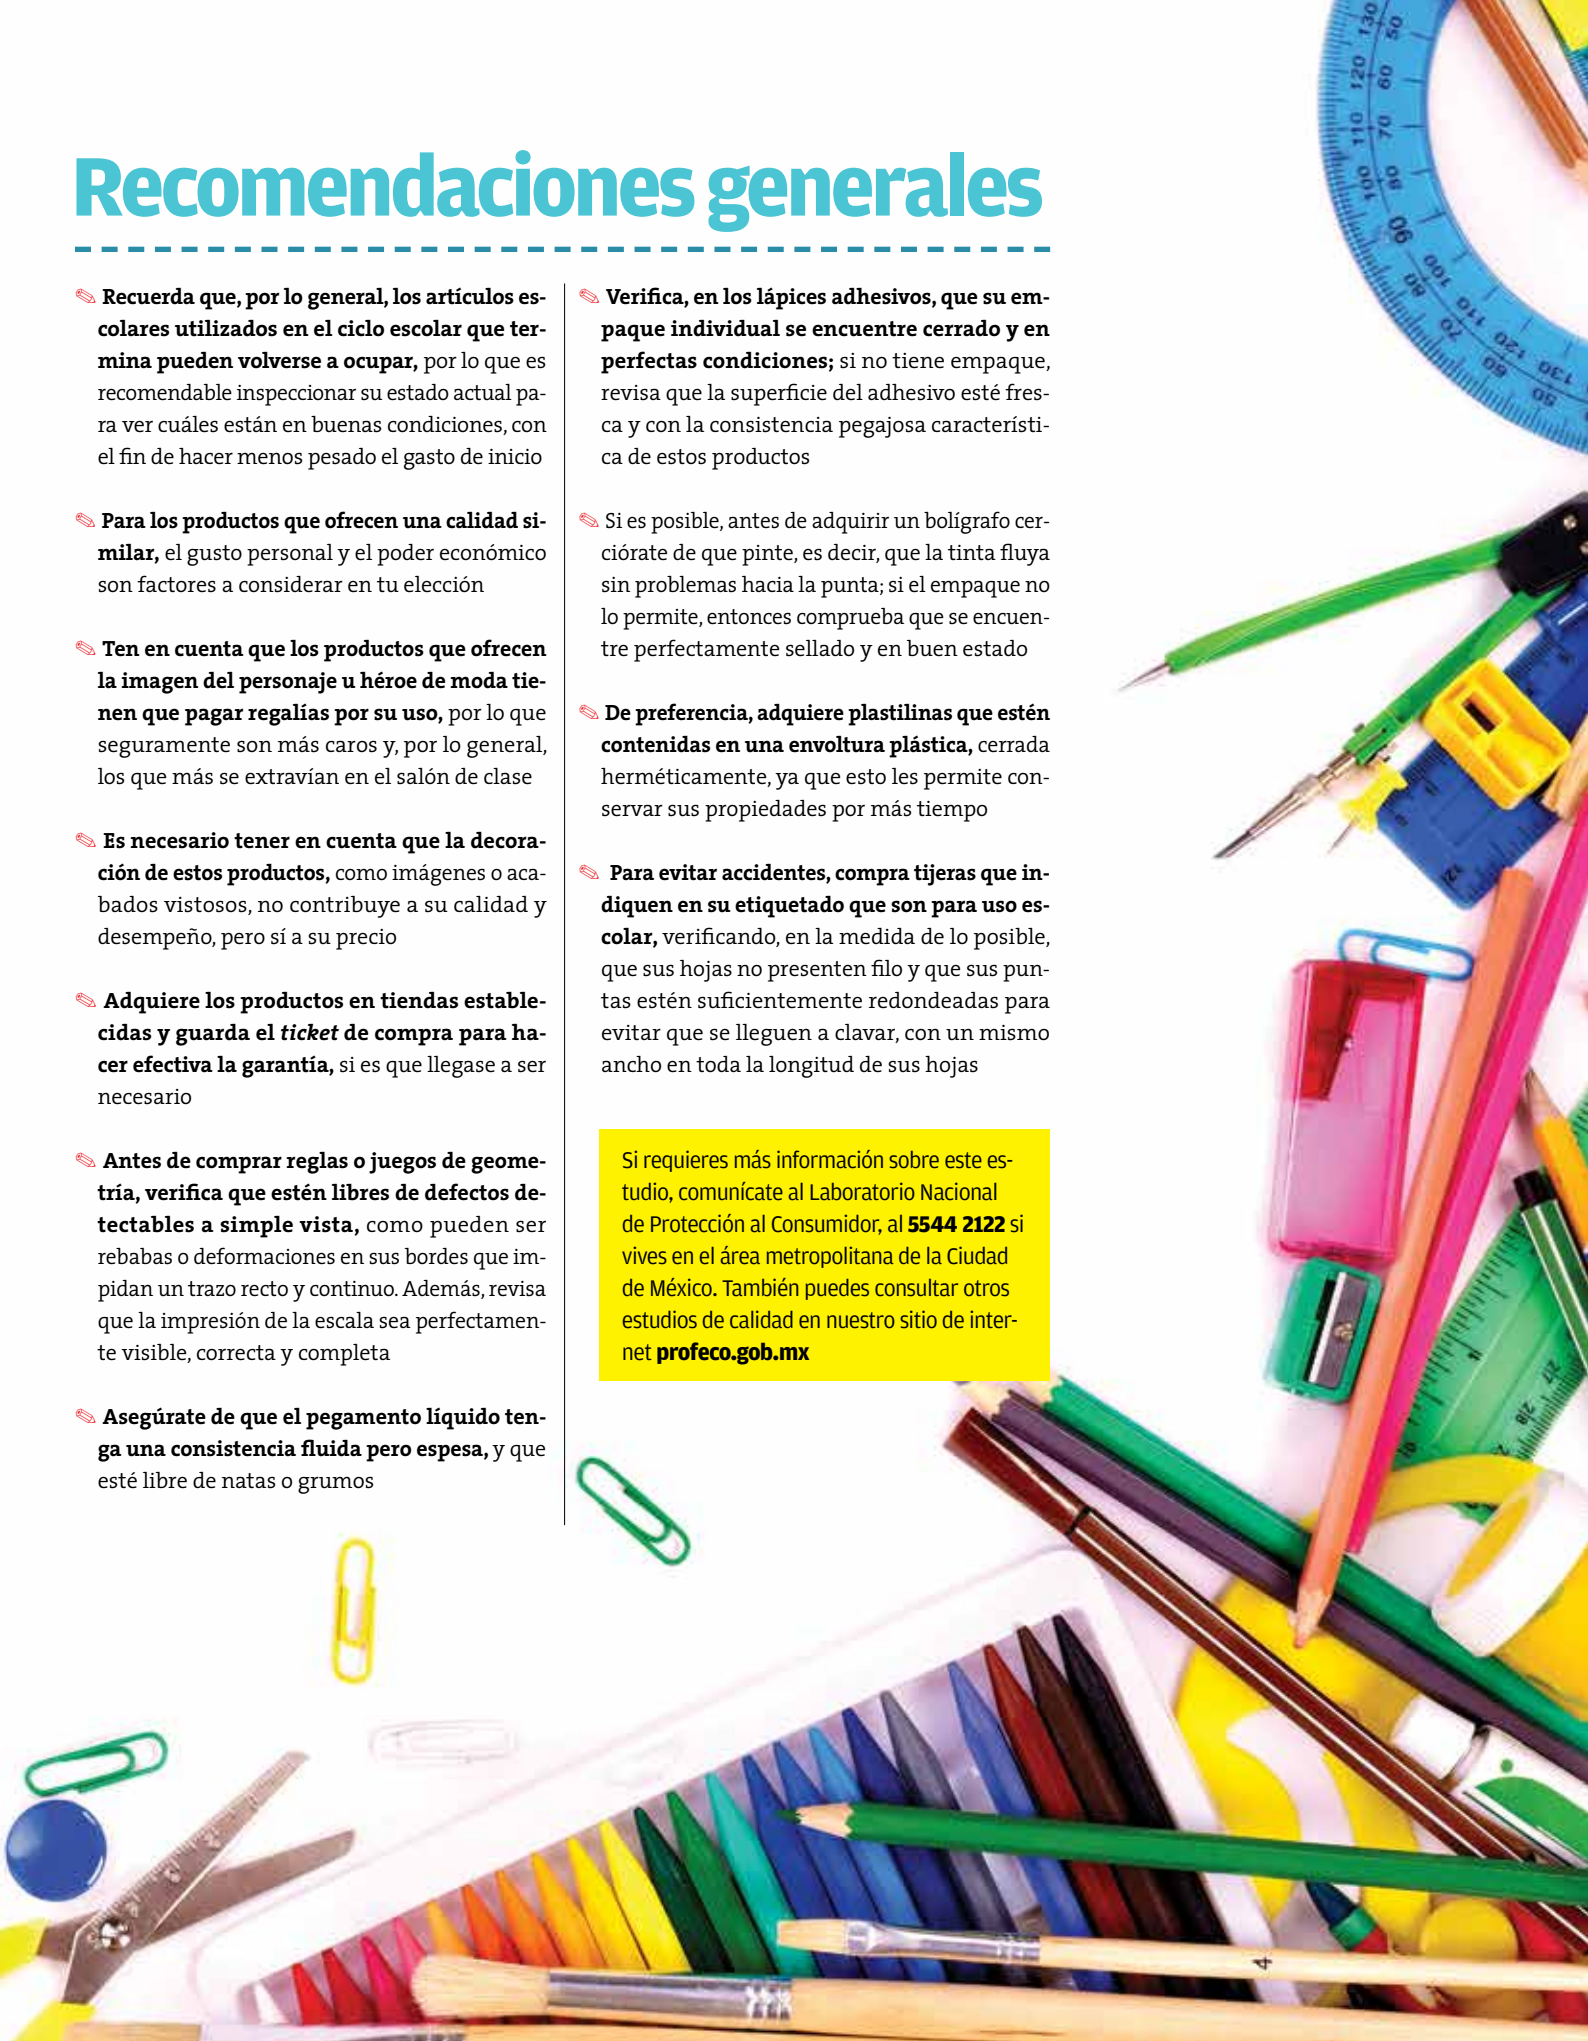 Recomendaciones generales
Recuerda que, por lo general, los artículos es-
colares utilizados en el ciclo escolar que ter-
mina pueden volverse a ocupar, por lo que es
recomendable inspeccionar su estado actual pa-
ra ver cuáles están en buenas condiciones, con
el fin de hacer menos pesado el gasto de inicio
Para los productos que ofrecen una calidad si-
milar, el gusto personal y el poder económico
son factores a considerar en tu elección
Ten en cuenta que los productos que ofrecen
la imagen del personaje u héroe de moda tie-
nen que pagar regalías por su uso, por lo que
seguramente son más caros y, por lo general,
los que más se extravían en el salón de clase
Es necesario tener en cuenta que la decora-
ción de estos productos, como imágenes o aca-
bados vistosos, no contribuye a su calidad y
desempeño, pero sí a su precio
Adquiere los productos en tiendas estable-
cidas y guarda el ticket de compra para ha-
cer efectiva la garantía, si es que llegase a ser
necesario
Antes de comprar reglas o juegos de geome-
tría, verifica que estén libres de defectos de-
tectables a simple vista, como pueden ser
rebabas o deformaciones en sus bordes que im-
pidan un trazo recto y continuo. Además, revisa
que la impresión de la escala sea perfectamen-
te visible, correcta y completa
Asegúrate de que el pegamento líquido ten-
ga una consistencia fluida pero espesa, y que
esté libre de natas o grumos
Verifica, en los lápices adhesivos, que su em-
paque individual se encuentre cerrado y en
perfectas condiciones; si no tiene empaque,
revisa que la superficie del adhesivo esté fres-
ca y con la consistencia pegajosa característi-
ca de estos productos
Si es posible, antes de adquirir un bolígrafo cer-
ciórate de que pinte, es decir, que la tinta fluya
sin problemas hacia la punta; si el empaque no
lo permite, entonces comprueba que se encuen-
tre perfectamente sellado y en buen estado
De preferencia, adquiere plastilinas que estén
contenidas en una envoltura plástica, cerrada
herméticamente, ya que esto les permite con-
servar sus propiedades por más tiempo
Para evitar accidentes, compra tijeras que in-
diquen en su etiquetado que son para uso es-
colar, verificando, en la medida de lo posible,
que sus hojas no presenten filo y que sus pun-
tas estén suficientemente redondeadas para
evitar que se lleguen a clavar, con un mismo
ancho en toda la longitud de sus hojas
Si requieres más información sobre este es-
tudio, comunícate al Laboratorio Nacional
de Protección al Consumidor, al 5544 2122 si
vives en el área metropolitana de la Ciudad
de México. También puedes consultar otros
estudios de calidad en nuestro sitio de inter-
net profeco.gob.mx
130 120 110 100 90 80 70 60 50
50 60 70 80 100 110 120 130
4